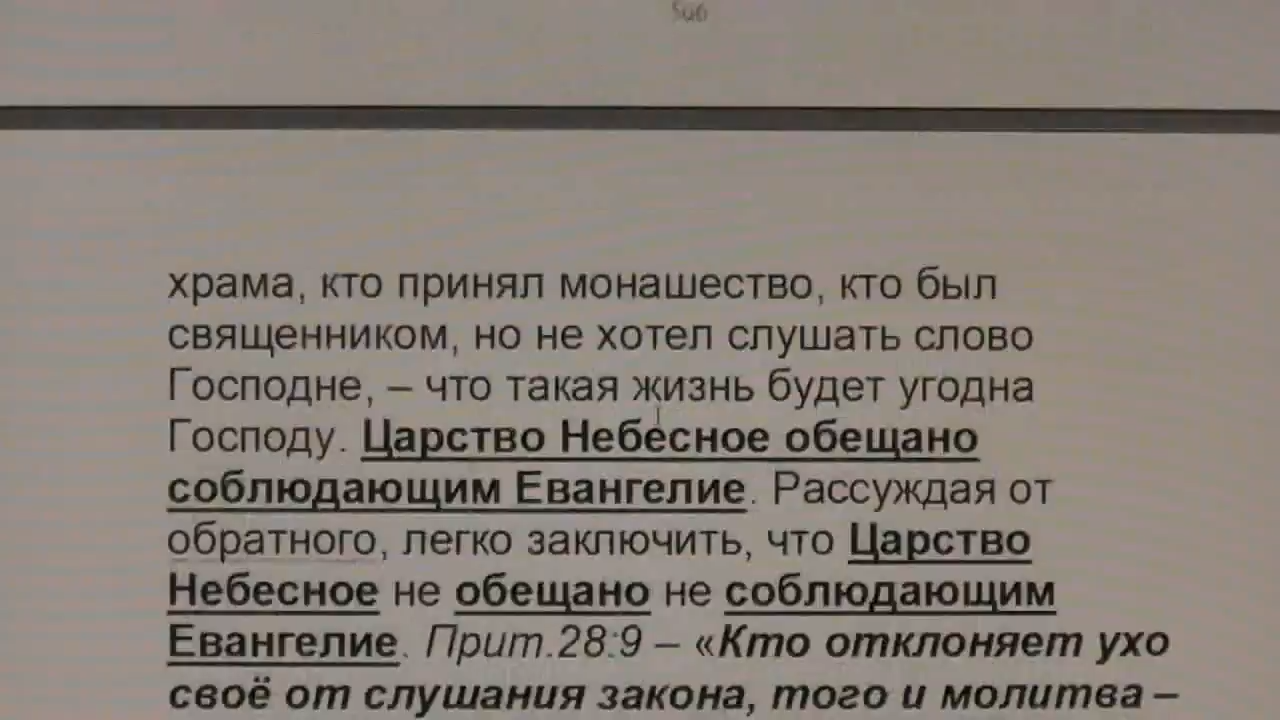 храма, кто принял монашество, кто был
священником, но не хотел слушать слово
Господне, – что такая жизнь будет угодна
Господу. Царство Небесное обещано
соблюдающим Евангелие. Рассуждая от
обратного, легко заключить, что Царство
Небесное не обещано не соблюдающим
Евангелие. Прит.28:9 – «Кто отклоняет ухо
своё от слушания закона, того и молитва –